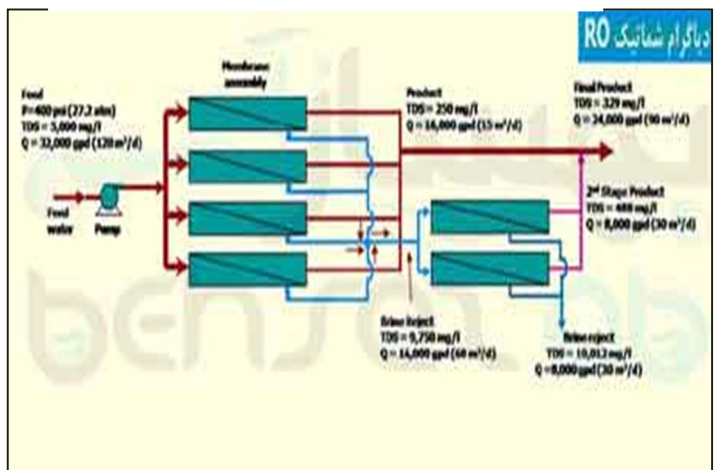 دیاگرام شماتیک RO
Membrane
assembly
Feed
P=400 psi (27.2 atm)
TDS = 5,000 mg/l
Q = 32,000 gpd (120 m³/d)
Feed
water
Pump
Product
TDS = 250 mg/l
Q = 16,000 gpd (15 m³/d)
Final Product
TDS = 329 mg/l
Q = 24,000 gpd (90 m³/d)
2nd Stage Product
TDS = 488 mg/l
Q = 8,000 gpd (30 m³/d)
Brine Reject
TDS = 9,750 mg/l
Q = 16,000 gpd (60 m³/d)
Brine reject
TDS = 10,012 mg/l
Q =8,000 gpd (30 m³/d)